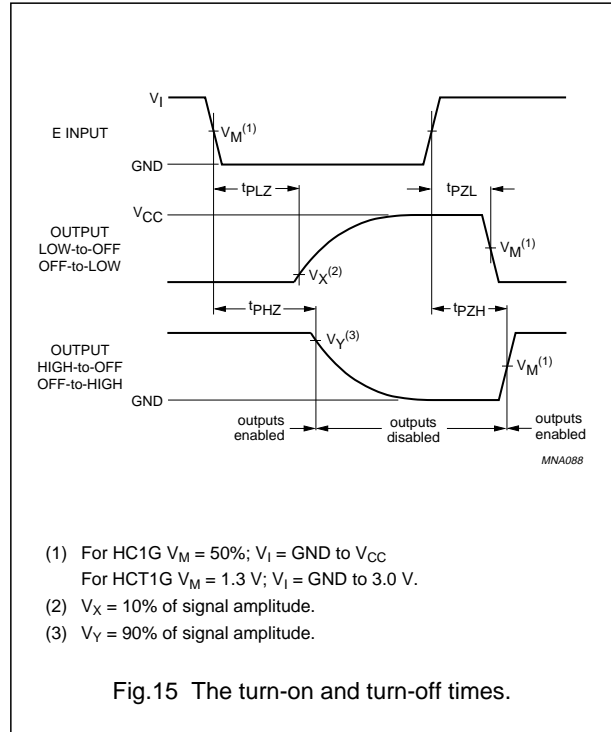 V_I
E INPUT
V_M(1)
GND
t_PLZ
t_PZL
V_CC
OUTPUT
LOW-to-OFF
OFF-to-LOW
V_M(1)
V_X(2)
t_PHZ
t_PZH
V_Y(3)
OUTPUT
HIGH-to-OFF
OFF-to-HIGH
V_M(1)
GND
outputs
enabled
outputs
disabled
outputs
enabled
MNA088
(1) For HC1G V_M = 50%; V_I = GND to V_CC
For HCT1G V_M = 1.3 V; V_I = GND to 3.0 V.
(2) V_X = 10% of signal amplitude.
(3) V_Y = 90% of signal amplitude.
Fig.15 The turn-on and turn-off times.